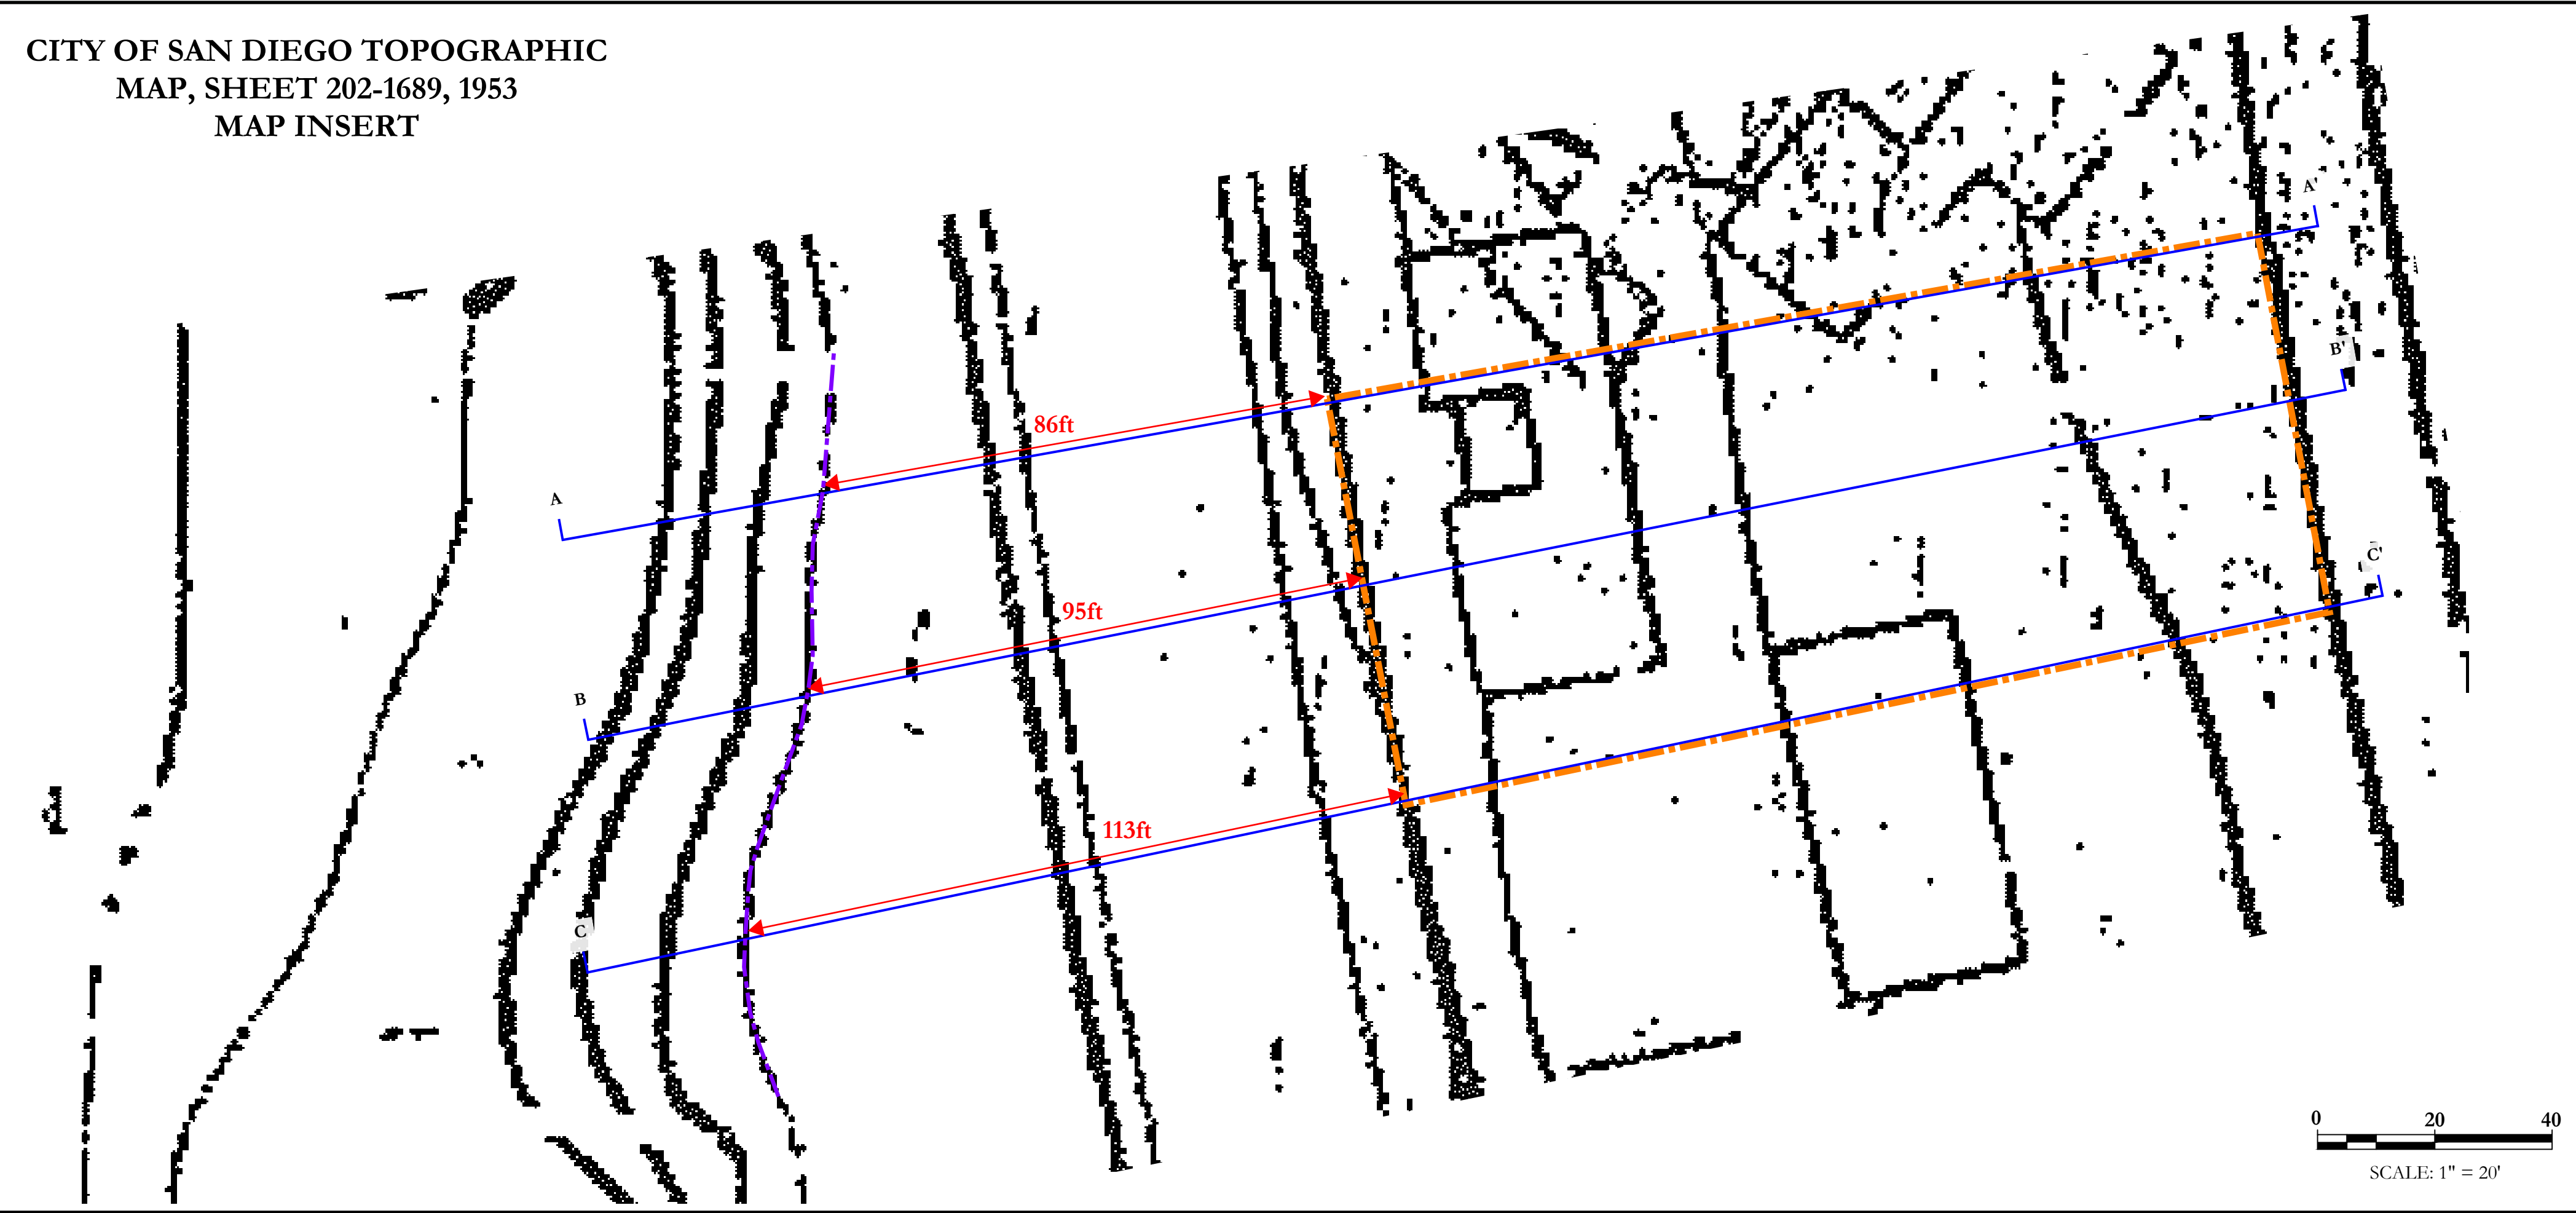 CITY OF SAN DIEGO TOPOGRAPHIC
MAP, SHEET 202-1689, 1953
MAP INSERT
A'
B'
86ft
A
C'
95ft
B
113ft
C
0 20 40
SCALE: 1" = 20'